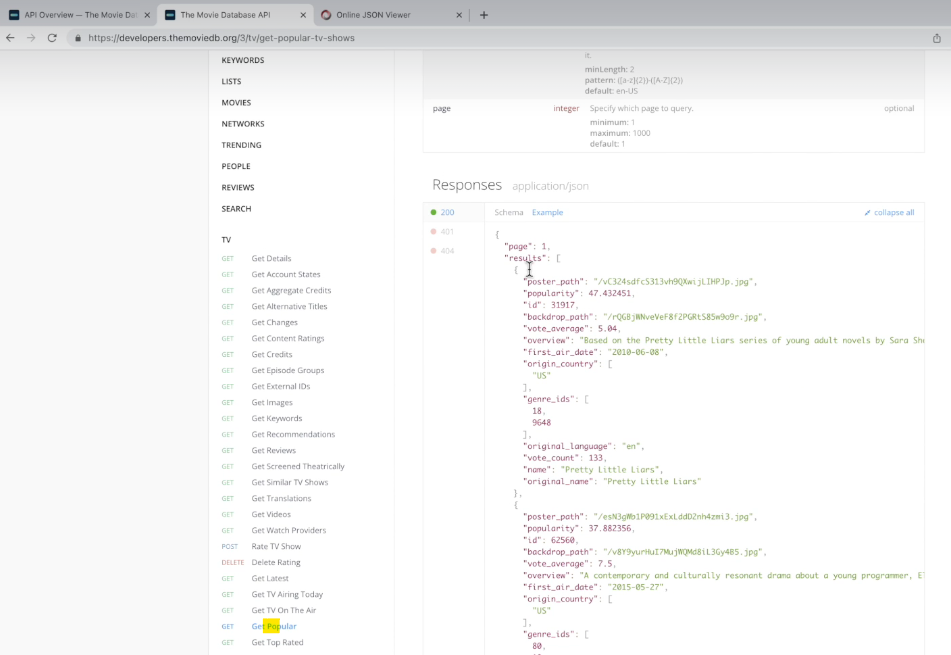 API Overview — The Movie Dat
The Movie Database API
Online JSON Viewer
https://developers.themoviedb.org/3/tv/get-popular-tv-shows
KEYWORDS
LISTS
MOVIES
NETWORKS
TRENDING
PEOPLE
REVIEWS
SEARCH
TV
GET Get Details
GET Get Account States
GET Get Aggregate Credits
GET Get Alternative Titles
GET Get Changes
GET Get Content Ratings
GET Get Credits
GET Get Episode Groups
GET Get External IDs
GET Get Images
GET Get Keywords
GET Get Recommendations
GET Get Reviews
GET Get Screened Theatrically
GET Get Similar TV Shows
GET Get Translations
GET Get Videos
GET Get Watch Providers
POST Rate TV Show
DELETE Delete Rating
GET Get Latest
GET Get TV Airing Today
GET Get TV On The Air
GET Get Popular
GET Get Top Rated
it.
minLength: 2
pattern: ([a-z]{2})-([A-Z]{2})
default: en-US
page integer Specify which page to query. optional
minimum: 1
maximum: 1000
default: 1
Responses application/json
200
401
404
Schema Example collapse all
{
"page": 1,
"results": [
{
"poster_path": "/vC324sdfcS313vh9QXwijLIHPJp.jpg",
"popularity": 47.432451,
"id": 31917,
"backdrop_path": "/rQGBjWNveVeF8f2PGRtS85w9o9r.jpg",
"vote_average": 5.04,
"overview": "Based on the Pretty Little Liars series of young adult novels by Sara She
"first_air_date": "2010-06-08",
"origin_country": [
"US"
],
"genre_ids": [
18,
9648
],
"original_language": "en",
"vote_count": 133,
"name": "Pretty Little Liars",
"original_name": "Pretty Little Liars"
},
{
"poster_path": "/esN3gWb1P091xExLddD2nh4zmi3.jpg",
"popularity": 37.882356,
"id": 62560,
"backdrop_path": "/v8Y9yurHuI7MujWQMd8iL3Gy4B5.jpg",
"vote_average": 7.5,
"overview": "A contemporary and culturally resonant drama about a young programmer, El
"first_air_date": "2015-05-27",
"origin_country": [
"US"
],
"genre_ids": [
80,